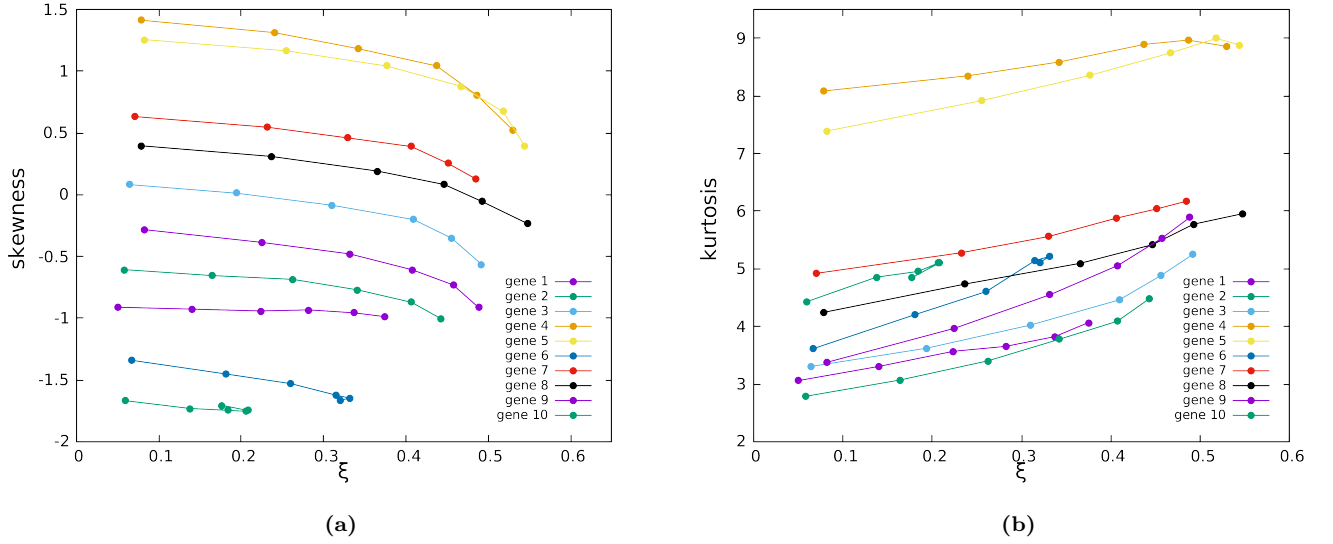 1.5
1
0.5
0
-0.5
-1
-1.5
-2
0
0.1
0.2
0.3
0.4
0.5
0.6
skewness
ξ
gene 1
gene 2
gene 3
gene 4
gene 5
gene 6
gene 7
gene 8
gene 9
gene 10
(a)
9
8
7
6
5
4
3
2
0
0.1
0.2
0.3
0.4
0.5
0.6
kurtosis
ξ
gene 1
gene 2
gene 3
gene 4
gene 5
gene 6
gene 7
gene 8
gene 9
gene 10
(b)